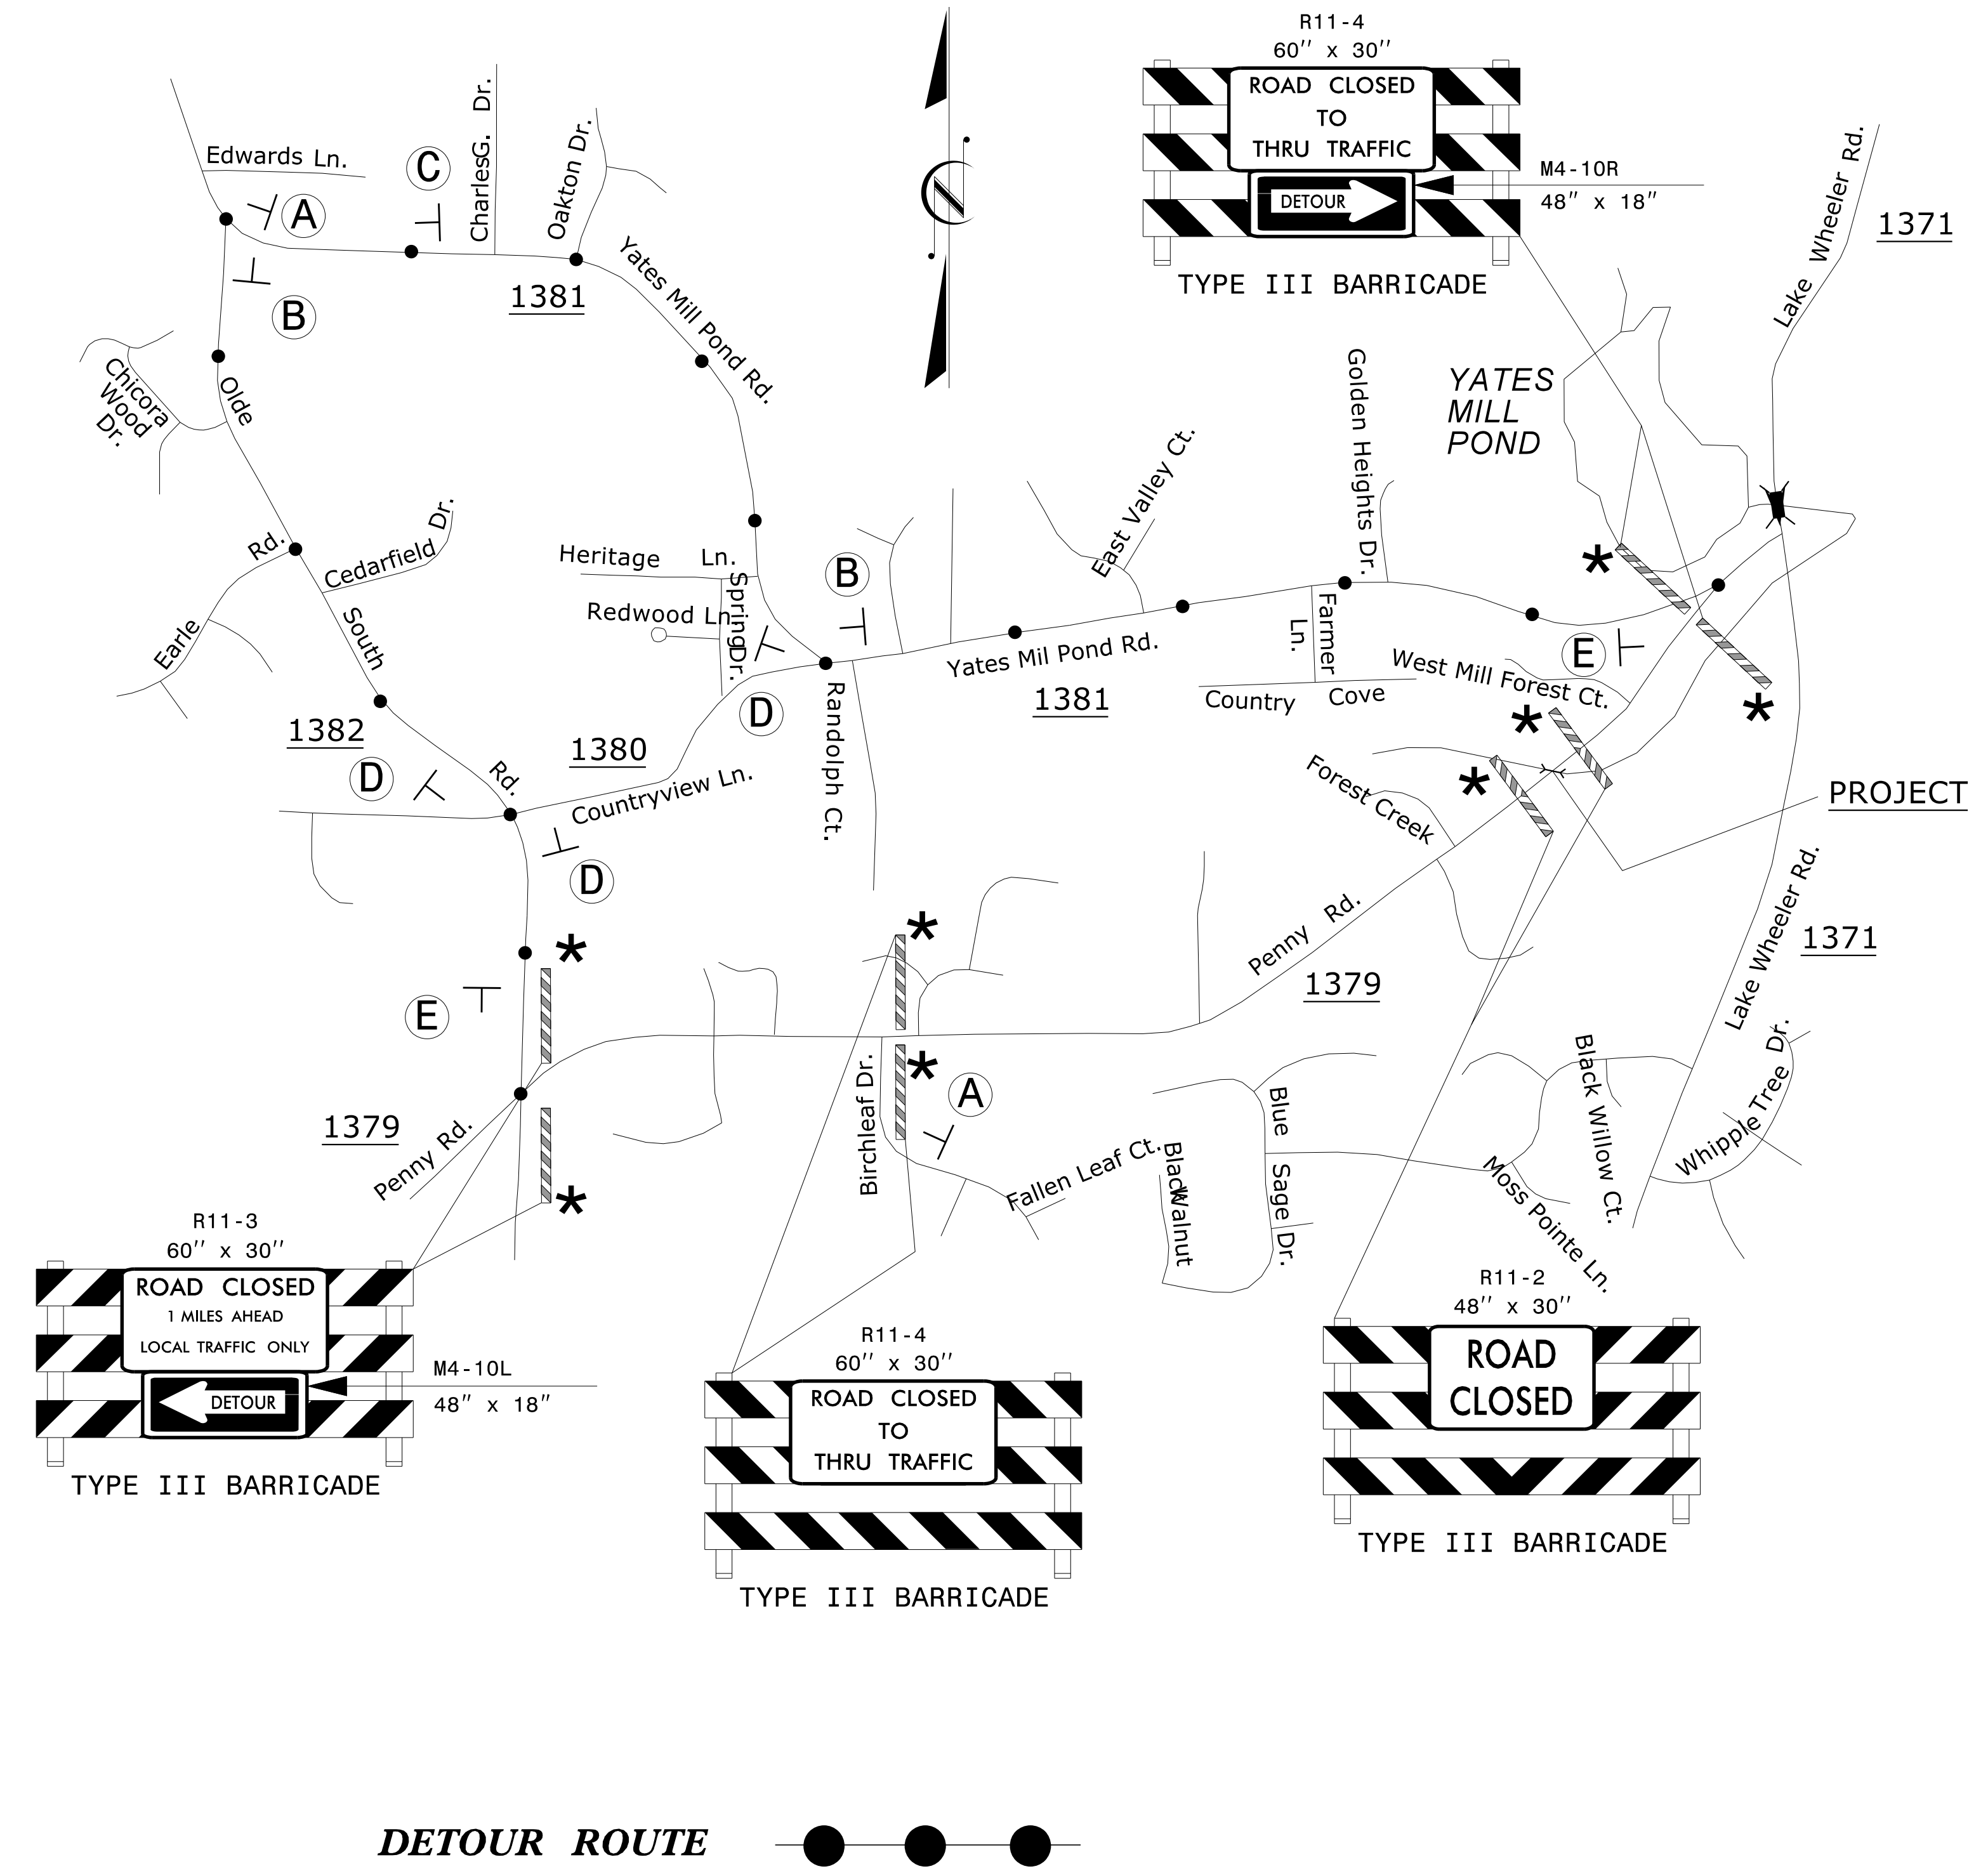 R11-4
60" x 30"
ROAD CLOSED
TO
THRU TRAFFIC
DETOUR
M4-10R
48" x 18"
TYPE III BARRICADE
Lake Wheeler Rd.
1371
Edwards Ln.
A
C
CharlesG. Dr.
Oakton Dr.
1381
Yates Mill Pond Rd.
B
Chicora
Wood
Dr.
Olde
Rd.
Cedarfield Dr.
South
Earle
Rd.
1382
D
1380
Countryview Ln.
D
Heritage Ln.
Redwood Ln.
SpringDr.
B
D
Randolph Ct.
N
East Valley Ct.
Golden Heights Dr.
YATES
MILL
POND
Yates Mil Pond Rd.
1381
Farmer
Ln.
Country Cove
West Mill Forest Ct.
E
*
*
*
*
Forest Creek
PROJECT
Penny Rd.
1379
Lake Wheeler Rd.
1371
*
E
*
*
*
A
1379
Penny Rd.
Birchleaf Dr.
Fallen Leaf Ct.
Black
Walnut
Blue Sage Dr.
Black Willow Ct.
Moss Pointe Ln.
Whipple Tree Dr.
R11-3
60" x 30"
ROAD CLOSED
1 MILES AHEAD
LOCAL TRAFFIC ONLY
DETOUR
M4-10L
48" x 18"
TYPE III BARRICADE
R11-4
60" x 30"
ROAD CLOSED
TO
THRU TRAFFIC
TYPE III BARRICADE
R11-2
48" x 30"
ROAD
CLOSED
TYPE III BARRICADE
DETOUR ROUTE